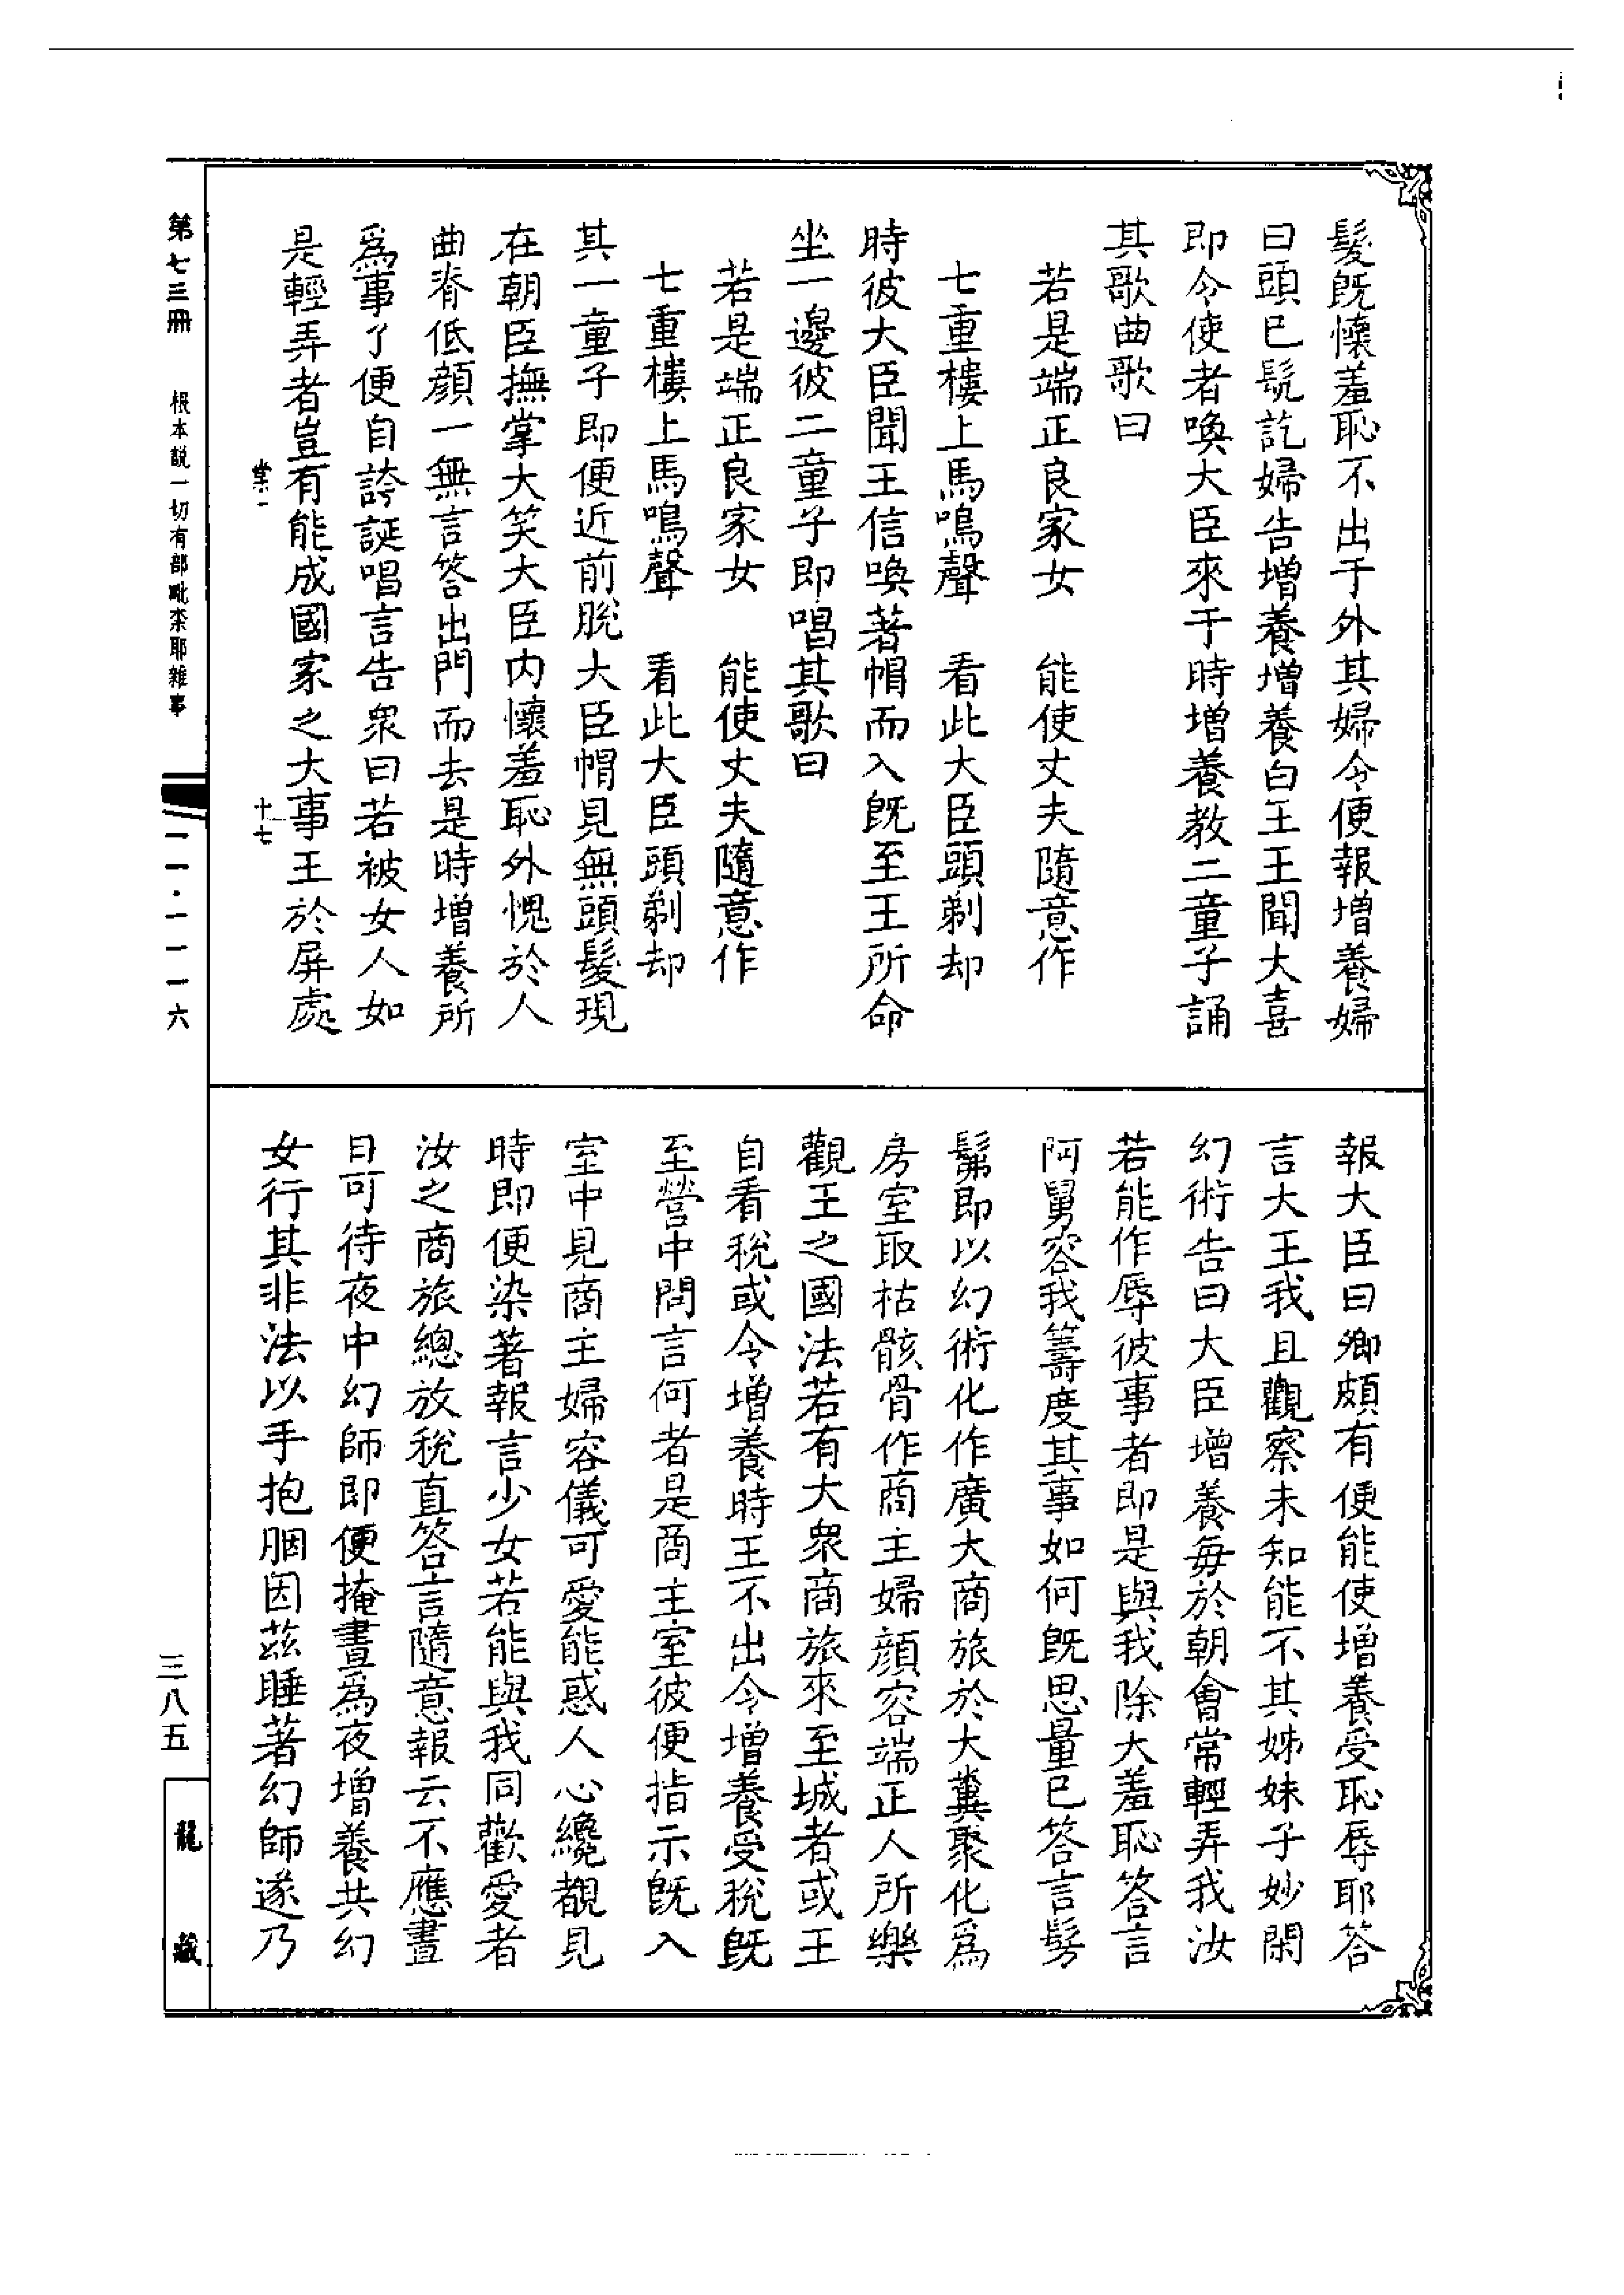 髮既懷羞恥不出于外其婦令便報增養婦
曰頭已髡訖婦告增養增養白王王聞大喜
即令使者喚大臣來于時增養教二童子誦
其歌曲歌曰
若是端正良家女　能使丈夫隨意作
七重樓上馬鳴聲　看此大臣頭剃却
時彼大臣聞王信喚著帽而入既至王所命
坐一邊彼二童子即唱其歌曰
若是端正良家女　能使丈夫隨意作
七重樓上馬鳴聲　看此大臣頭剃却
其一童子即便近前脫大臣帽見無頭髮現
在朝臣撫掌大笑大臣内懷羞恥外愧於人
曲脊低顏一無言答出門而去是時增養所
爲事了便自誇誕唱言告衆曰若被女人如
是輕弄者豈有能成國家之大事王於屏處
業一　十七
報大臣曰卿頗有便能使增養受恥辱耶答
言大王我且觀察未知能不其姊妹子妙閑
幻術告曰大臣增養每於朝會常輕弄我汝
若能作辱彼事者即是與我除大羞恥答言
阿舅容我籌度其事如何既思量已答言髣
髴即以幻術化作廣大商旅於大糞聚化爲
房室取枯骸骨作商主婦顏容端正人所樂
觀王之國法若有大衆商旅來至城者或王
自看稅或令增養時王不出令增養受稅既
至營中問言何者是商主室彼便指示既入
室中見商主婦容儀可愛能惑人心纔覩見
時即便染著報言少女若能與我同歡愛者
汝之商旅總放稅直答言隨意報云不應晝
日可待夜中幻師即便掩晝爲夜增養共幻
女行其非法以手抱胭因茲睡著幻師遂乃
第七三冊　根本説一切有部毗柰耶雜事
一一·一一一六
三八五
龍藏